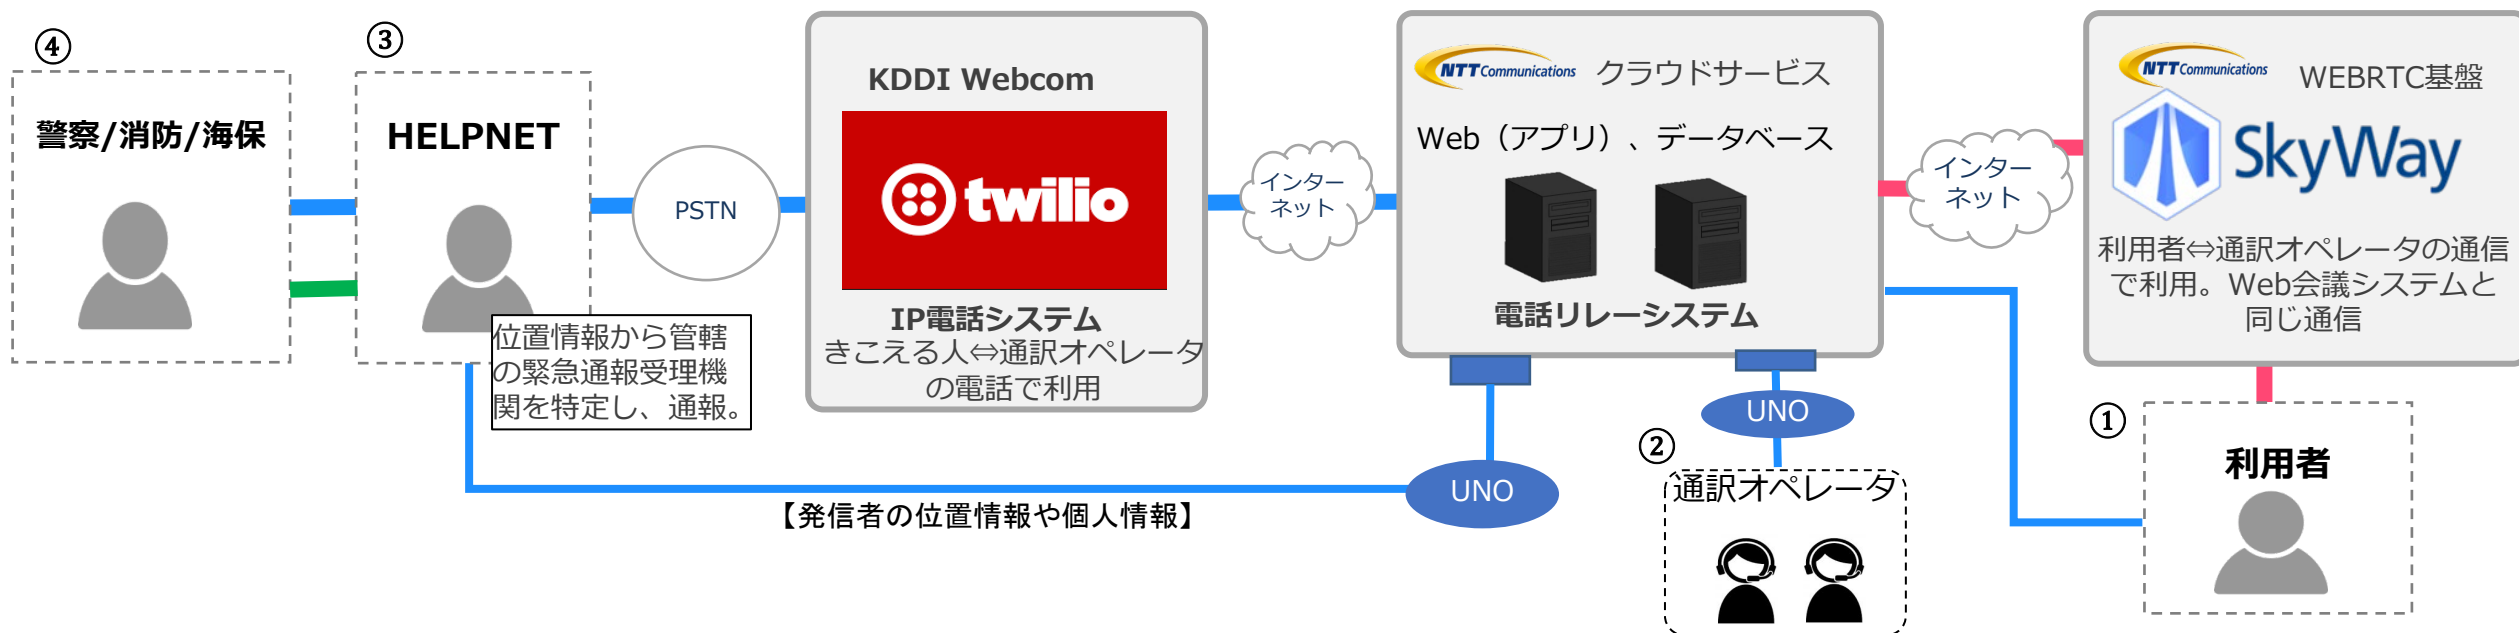 ④
警察/消防/海保
③
HELPNET
位置情報から管轄
の緊急通報受理機
関を特定し、通報。
PSTN
KDDI Webcom
twilio
IP電話システム
きこえる人⇔通訳オペレータ
の電話で利用
インター
ネット
NTT Communications クラウドサービス
Web（アプリ）、データベース
電話リレーシステム
インター
ネット
NTT Communications WEBRTC基盤
SkyWay
利用者⇔通訳オペレータの通信
で利用。Web会議システムと
同じ通信
①
利用者
UNO
②
通訳オペレータ
UNO
【発信者の位置情報や個人情報】